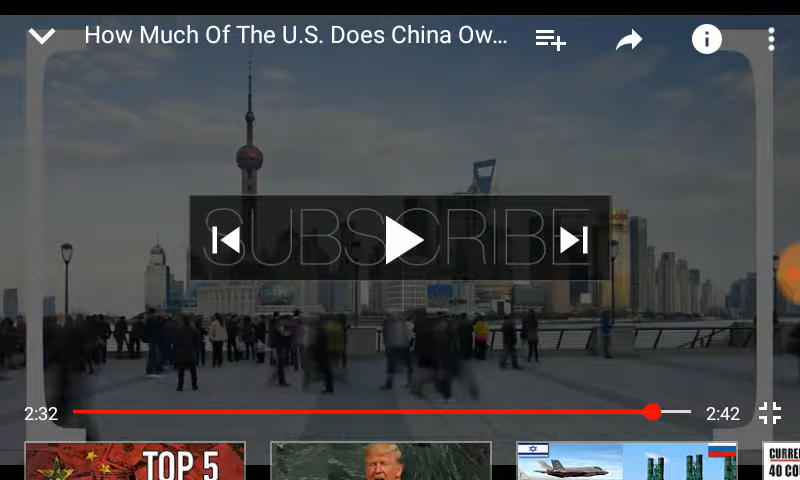 How Much Of The U.S. Does China Ow...
SUBSCRIBE
2:32
2:42
TOP 5
CURRE
40 CO